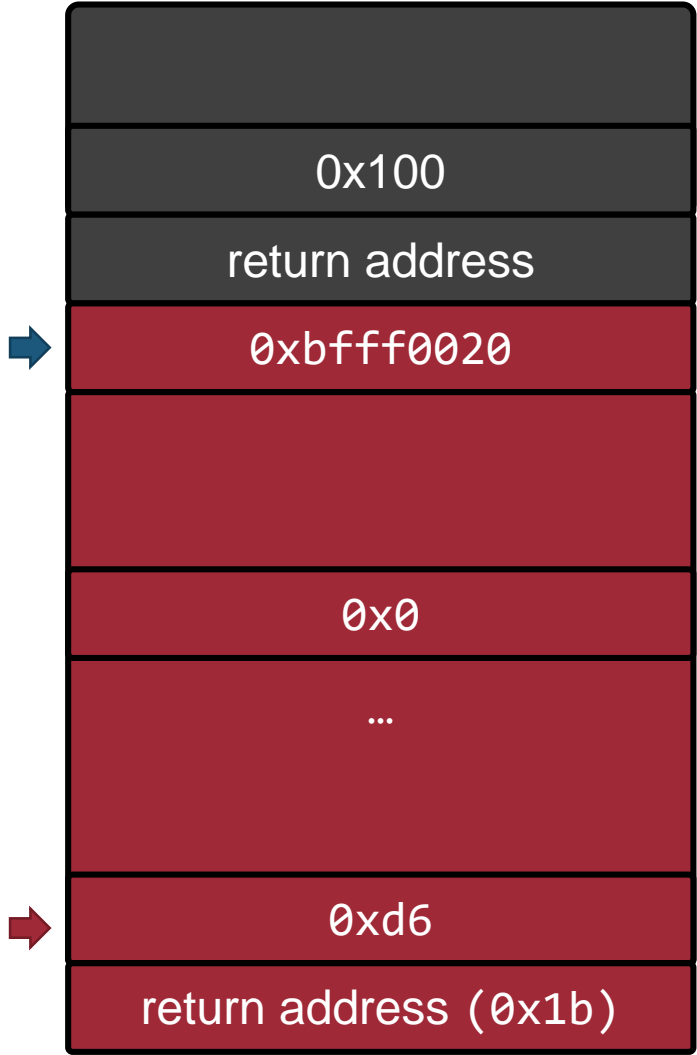 0x100
return address
0xbfff0020
0x0
…
0xd6
return address (0x1b)